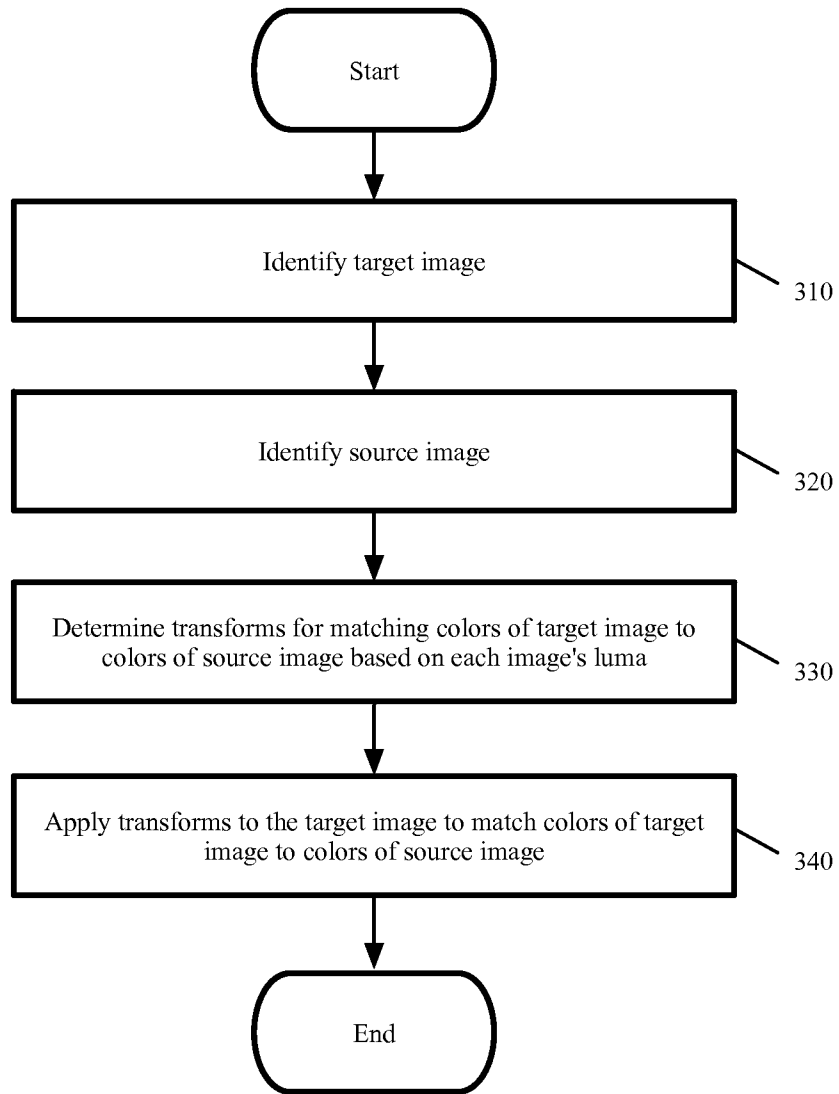 Start
Identify target image
310
Identify source image
320
Determine transforms for matching colors of target image to
colors of source image based on each image's luma
330
Apply transforms to the target image to match colors of target
image to colors of source image
340
End